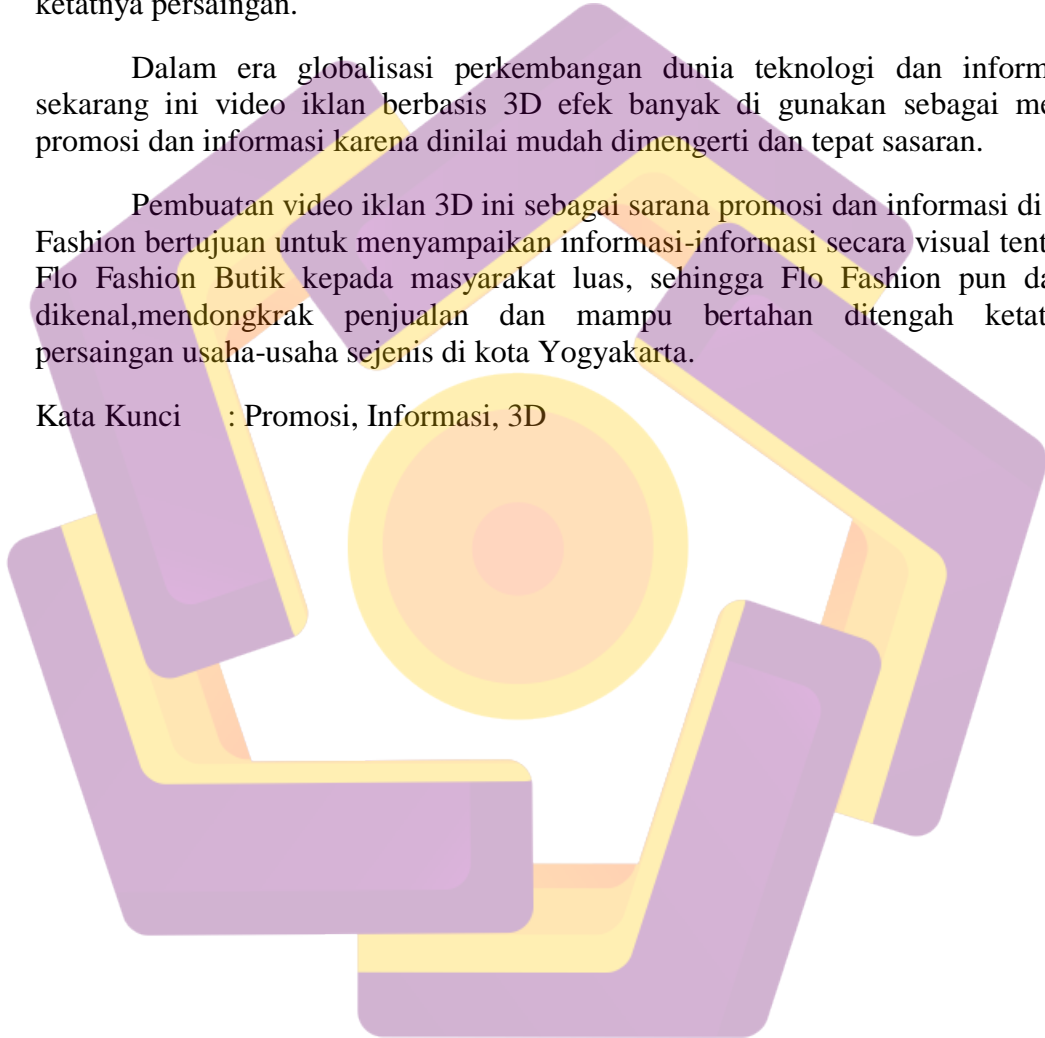 ketatnya persaingan.
Dalam era globalisasi perkembangan dunia teknologi dan inform
sekarang ini video iklan berbasis 3D efek banyak di gunakan sebagai me
promosi dan informasi karena dinilai mudah dimengerti dan tepat sasaran.
Pembuatan video iklan 3D ini sebagai sarana promosi dan informasi di
Fashion bertujuan untuk menyampaikan informasi-informasi secara visual tent
Flo Fashion Butik kepada masyarakat luas, sehingga Flo Fashion pun da
dikenal,mendongkrak penjualan dan mampu bertahan ditengah ketat
persaingan usaha-usaha sejenis di kota Yogyakarta.
Kata Kunci : Promosi, Informasi, 3D